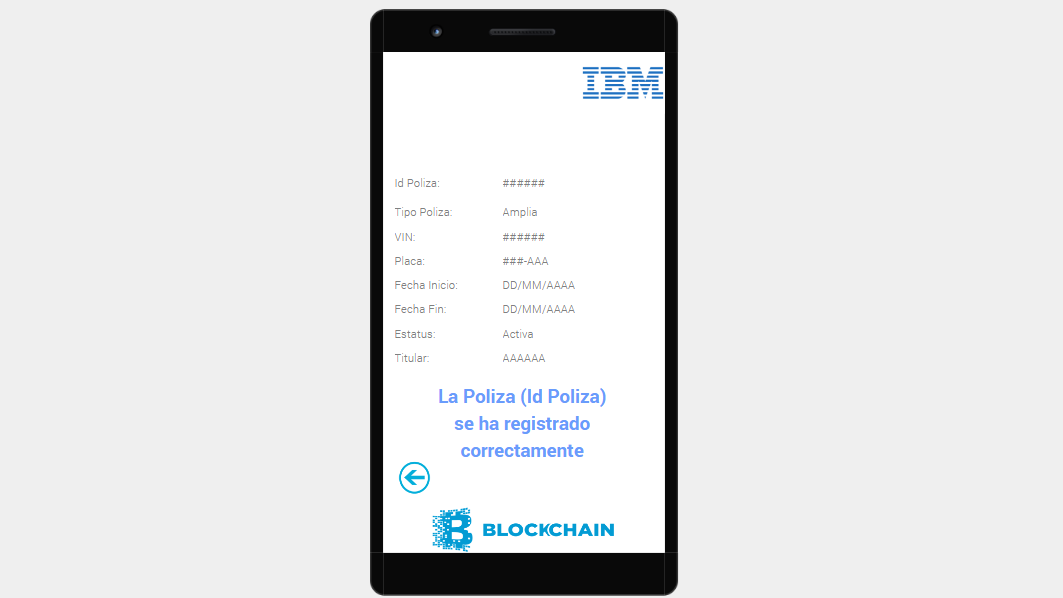 IBM
Id Poliza: ######
Tipo Poliza: Amplia
VIN: ######
Placa: ###-AAA
Fecha Inicio: DD/MM/AAAA
Fecha Fin: DD/MM/AAAA
Estatus: Activa
Titular: AAAAAA
La Poliza (Id Poliza)
se ha registrado
correctamente
B BLOCKCHAIN